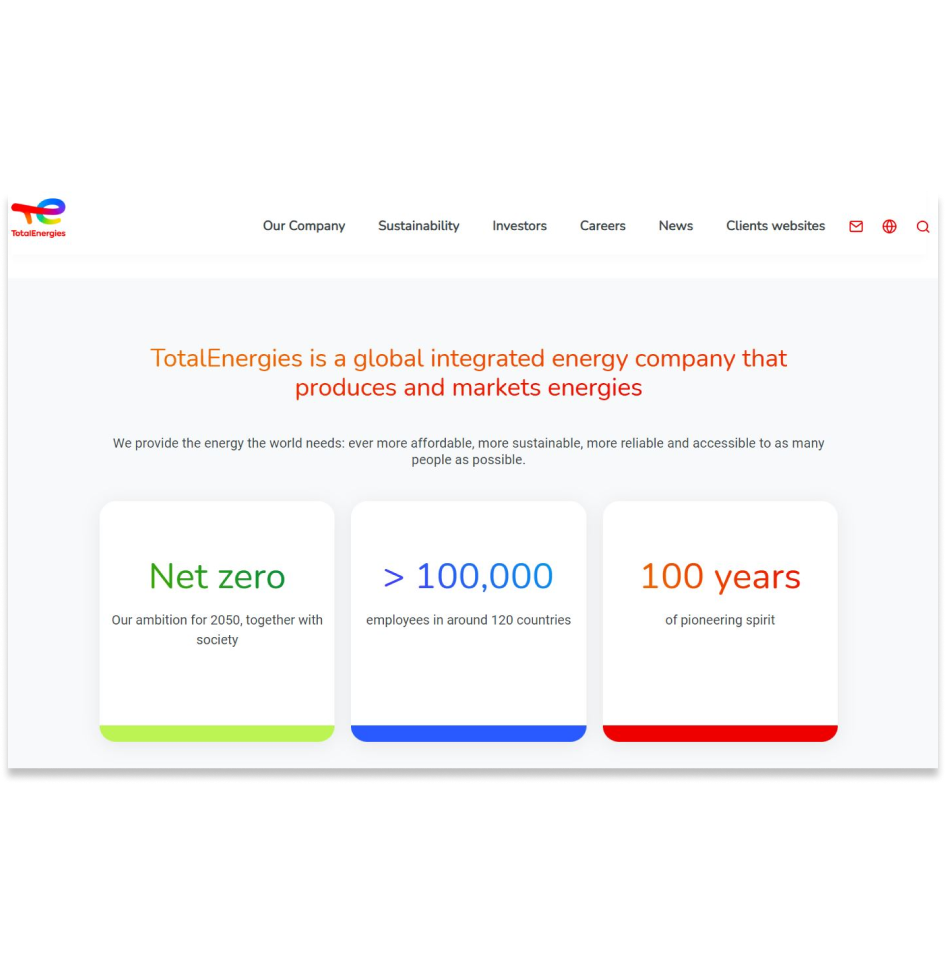 TotalEnergies
Our Company Sustainability Investors Careers News Clients websites
TotalEnergies is a global integrated energy company that
produces and markets energies
We provide the energy the world needs: ever more affordable, more sustainable, more reliable and accessible to as many
people as possible.
Net zero
Our ambition for 2050, together with
society
> 100,000
employees in around 120 countries
100 years
of pioneering spirit